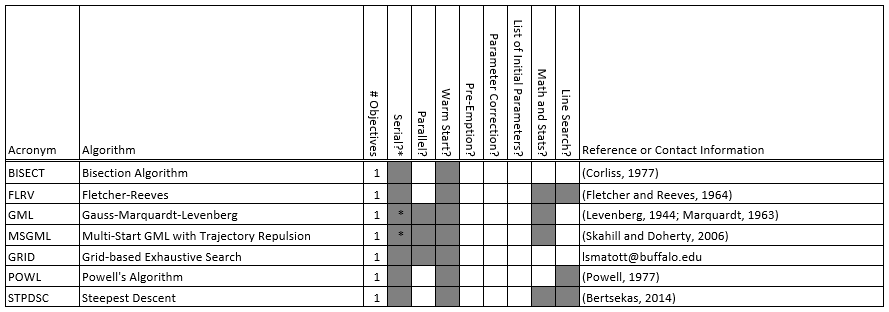 Acronym Algorithm # Objectives Serial?* Parallel? Warm Start? Pre-Emption? Parameter Correction? List of Initial Parameters? Math and Stats? Line Search? Reference or Contact Information
BISECT Bisection Algorithm 1 (Corliss, 1977)
FLRV Fletcher-Reeves 1 (Fletcher and Reeves, 1964)
GML Gauss-Marquardt-Levenberg 1 * (Levenberg, 1944; Marquardt, 1963)
MSGML Multi-Start GML with Trajectory Repulsion 1 * (Skahill and Doherty, 2006)
GRID Grid-based Exhaustive Search 1 lsmatott@buffalo.edu
POWL Powell's Algorithm 1 (Powell, 1977)
STPDSC Steepest Descent 1 (Bertsekas, 2014)